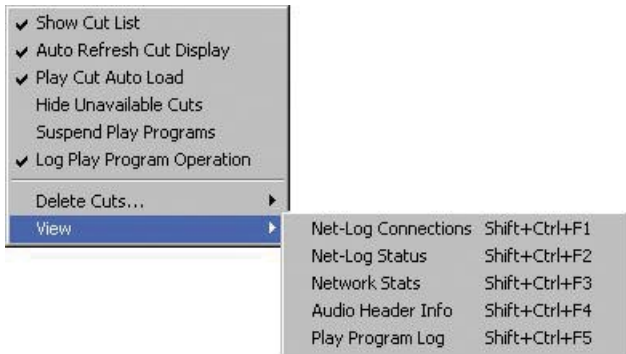 Show Cut List
Auto Refresh Cut Display
Play Cut Auto Load
Hide Unavailable Cuts
Suspend Play Programs
Log Play Program Operation
Delete Cuts...
View
Net-Log Connections Shift+Ctrl+F1
Net-Log Status Shift+Ctrl+F2
Network Stats Shift+Ctrl+F3
Audio Header Info Shift+Ctrl+F4
Play Program Log Shift+Ctrl+F5